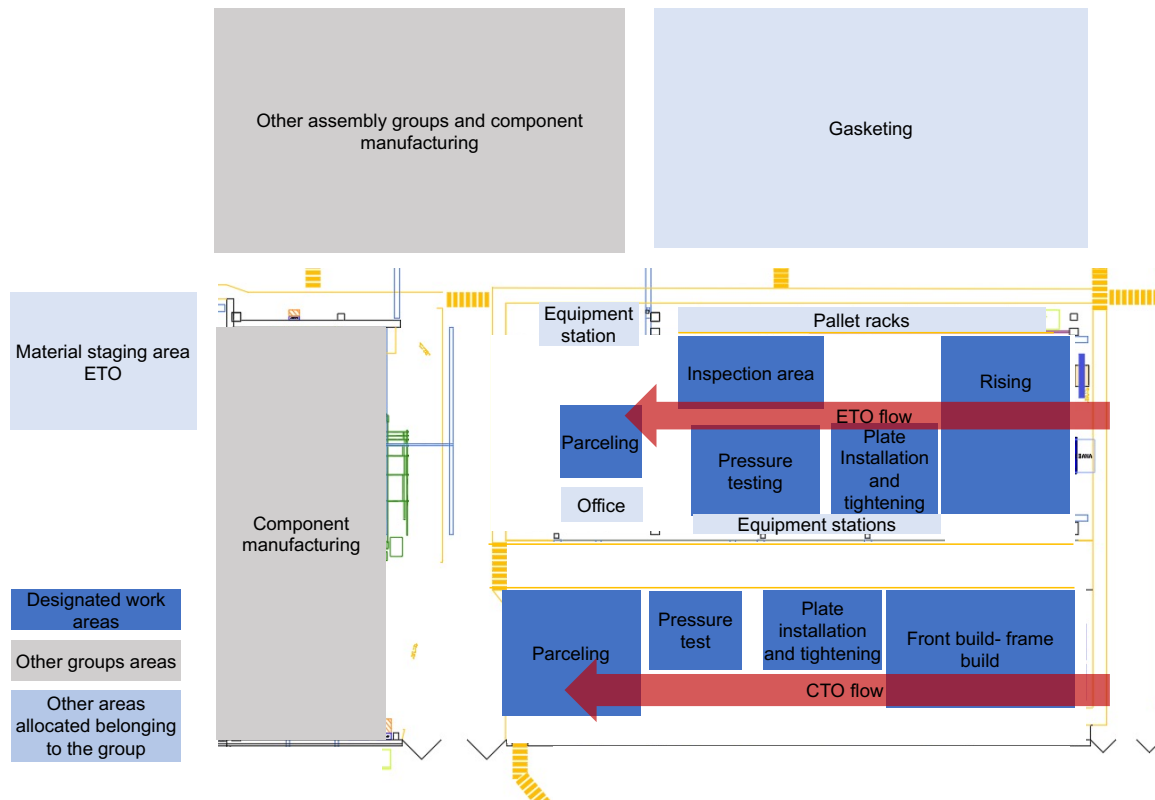 Other assembly groups and component
manufacturing
Gasketing
Material staging area
ETO
Equipment
station
Pallet racks
Inspection area
Rising
ETO flow
Parceling
Pressure
testing
Plate
Installation
and
tightening
Office
Equipment stations
Component
manufacturing
Designated work
areas
Other groups areas
Other areas
allocated belonging
to the group
Parceling
Pressure
test
Plate
installation
and tightening
Front build- frame
build
CTO flow